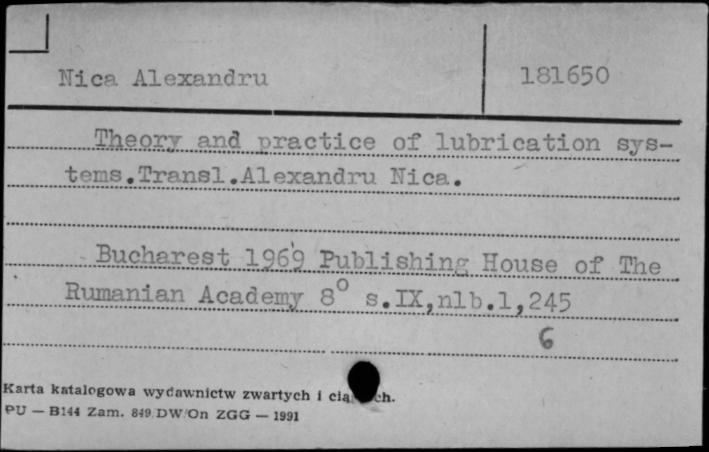 Nica Alexandru 181650
Theory and practice of lubrication sys-
tems.Transl.Alexandru Nica.
Bucharest 1969 Publishing House of The
Rumanian Academy 8° s.IX,nlb.1,245
6
Karta katalogowa wydawnictw zwartych i
PU — B144 Zam. 849 DW/On ZGG — 1991